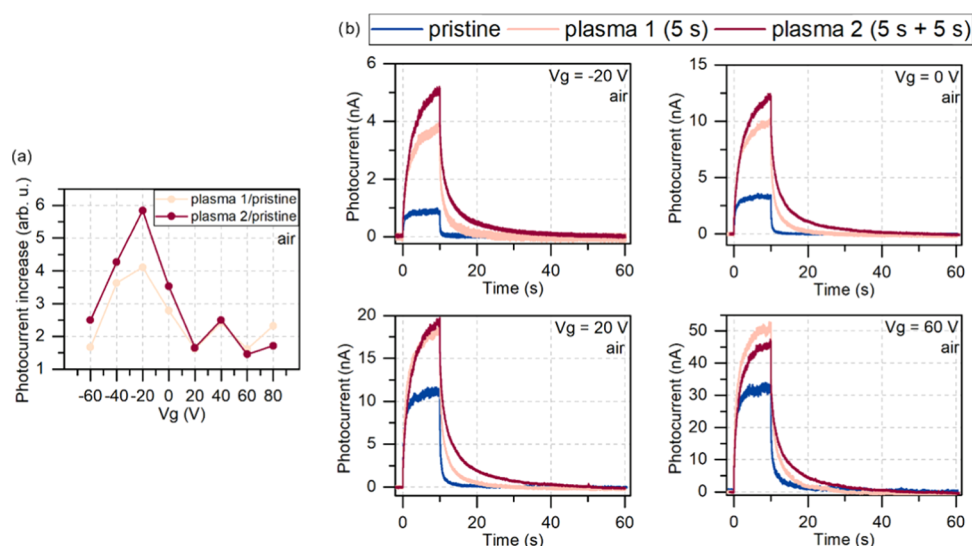 (b)
pristine
plasma 1 (5 s)
plasma 2 (5 s + 5 s)
(a)
Photocurrent increase (arb. u.)
6
5
4
3
2
1
plasma 1/pristine
plasma 2/pristine
air
-60
-40
-20
0
20
40
60
80
Vg (V)
Photocurrent (nA)
6
4
2
0
Vg = -20 V
air
0
20
40
60
Time (s)
Photocurrent (nA)
15
10
5
0
Vg = 0 V
air
0
20
40
60
Time (s)
Photocurrent (nA)
20
15
10
5
0
Vg = 20 V
air
0
20
40
60
Time (s)
Photocurrent (nA)
50
40
30
20
10
0
Vg = 60 V
air
0
20
40
60
Time (s)